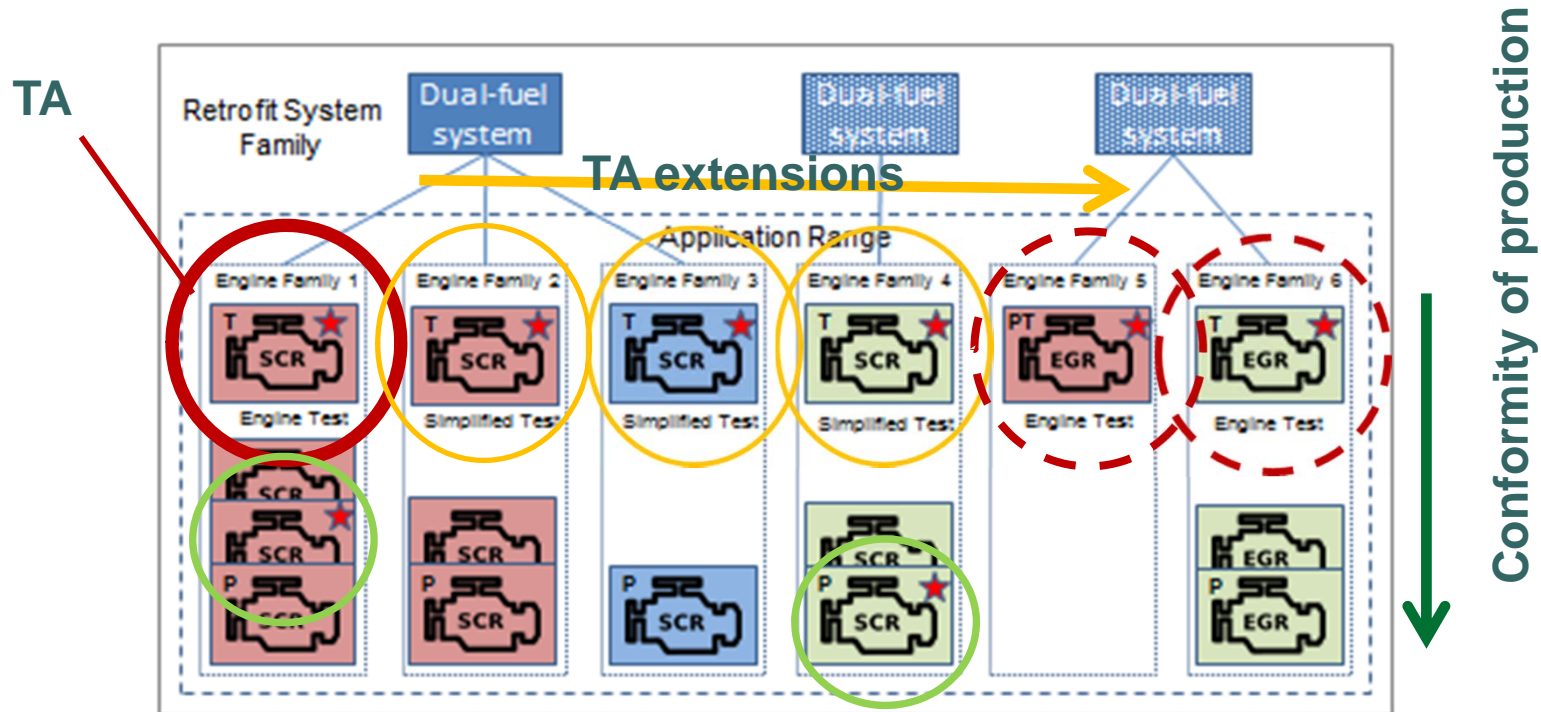 TA
Retrofit System
Family
Dual-fuel
system
Dual-fuel
system
Dual-fuel
system
TA extensions
Application Range
Engine Family 1
Engine Family 2
Engine Family 3
Engine Family 4
Engine Family 5
Engine Family 6
T
SCR
T
SCR
T
SCR
T
SCR
PT
EGR
T
EGR
Engine Test
Simplified Test
Simplified Test
Simplified Test
Engine Test
Engine Test
SCR
SCR
SCR
SCR
EGR
P
SCR
P
SCR
P
SCR
P
SCR
P
EGR
Conformity of production